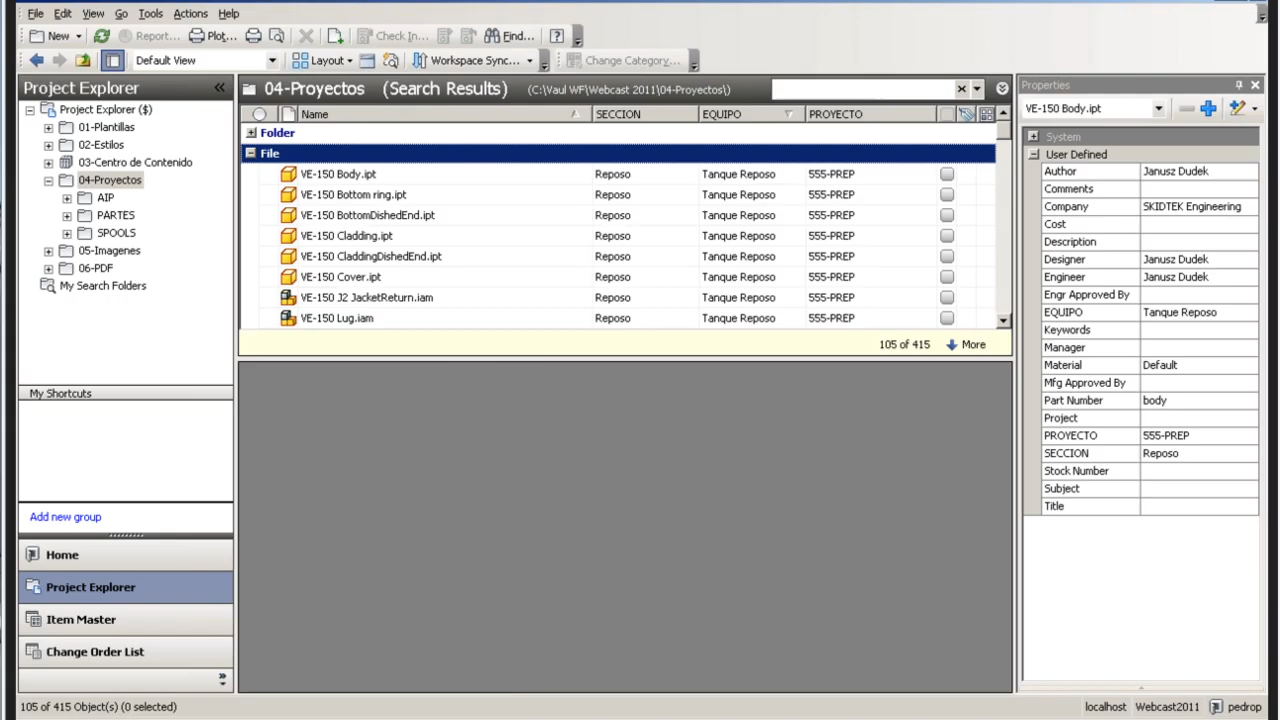 File Edit View Go Tools Actions Help
New Report... Plot... Check In... Find...
Default View Layout Workspace Sync... Change Category...
Project Explorer
Project Explorer ($)
01-Plantillas
02-Estilos
03-Centro de Contenido
04-Proyectos
AIP
PARTES
SPOOLS
05-Imagenes
06-PDF
My Search Folders
My Shortcuts
Add new group
Home
Project Explorer
Item Master
Change Order List
04-Proyectos (Search Results) (C:\Vaul WF\Webcast 2011\04-Proyectos\)
Name SECCION EQUIPO PROYECTO
Folder
File
VE-150 Body.ipt Reposo Tanque Reposo 555-PREP
VE-150 Bottom ring.ipt Reposo Tanque Reposo 555-PREP
VE-150 BottomDishedEnd.ipt Reposo Tanque Reposo 555-PREP
VE-150 Cladding.ipt Reposo Tanque Reposo 555-PREP
VE-150 CladdingDishedEnd.ipt Reposo Tanque Reposo 555-PREP
VE-150 Cover.ipt Reposo Tanque Reposo 555-PREP
VE-150 J2 JacketReturn.iam Reposo Tanque Reposo 555-PREP
VE-150 Lug.iam Reposo Tanque Reposo 555-PREP
105 of 415 More
Properties
VE-150 Body.ipt
System
User Defined
Author Janusz Dudek
Comments
Company SKIDTEK Engineering
Cost
Description
Designer Janusz Dudek
Engineer Janusz Dudek
Engr Approved By
EQUIPO Tanque Reposo
Keywords
Manager
Material Default
Mfg Approved By
Part Number body
Project
PROYECTO 555-PREP
SECCION Reposo
Stock Number
Subject
Title
105 of 415 Object(s) (0 selected) localhost Webcast2011 pedrop